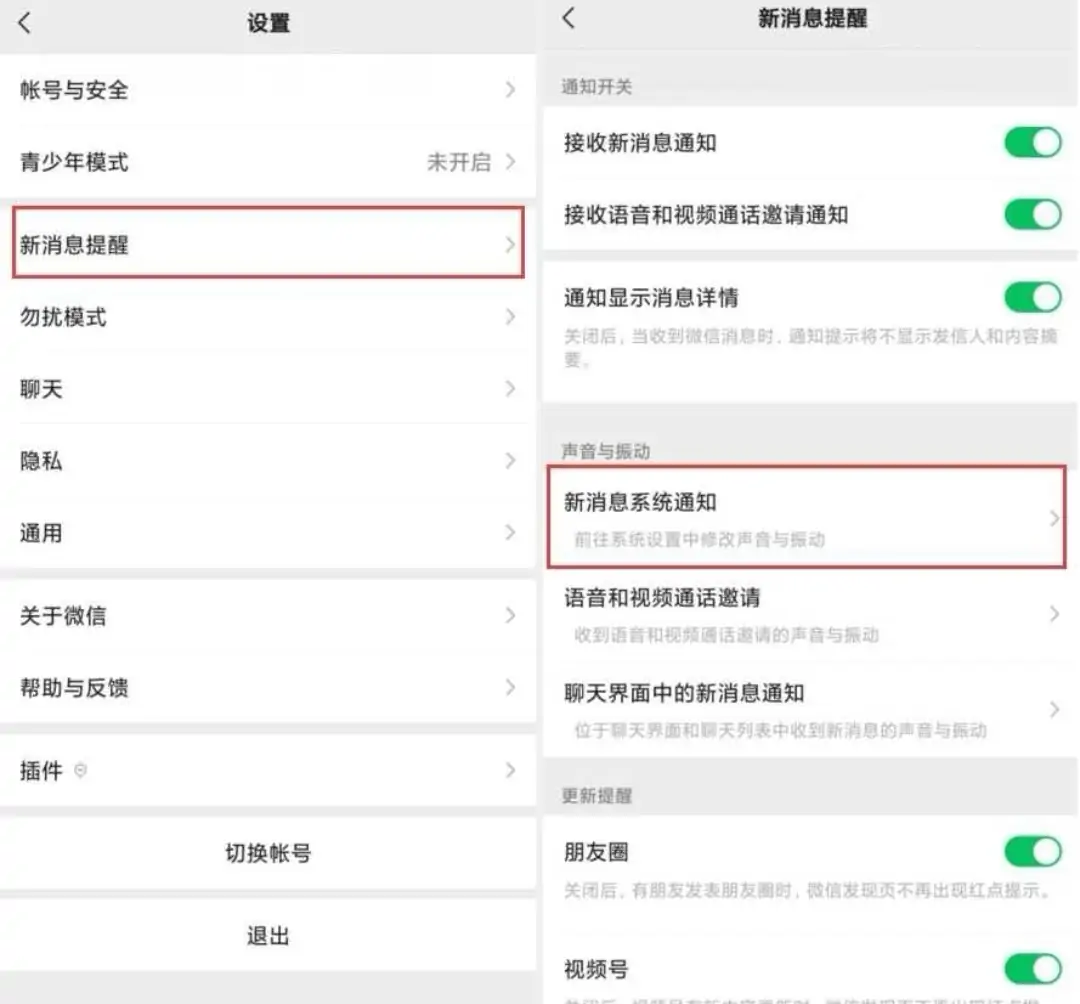 设置
帐号与安全
青少年模式
未开启
新消息提醒
勿扰模式
聊天
隐私
通用
关于微信
帮助与反馈
插件
切换帐号
退出
新消息提醒
通知开关
接收新消息通知
接收语音和视频通话邀请通知
通知显示消息详情
关闭后，当收到微信消息时，通知提示将不显示发信人和内容摘
要。
声音与振动
新消息系统通知
前往系统设置中修改声音与振动
语音和视频通话邀请
收到语音和视频通话邀请的声音与振动
聊天界面中的新消息通知
位于聊天界面和聊天列表中收到新消息的声音与振动
更新提醒
朋友圈
关闭后，有朋友发表朋友圈时，微信发现页不再出现红点提示。
视频号